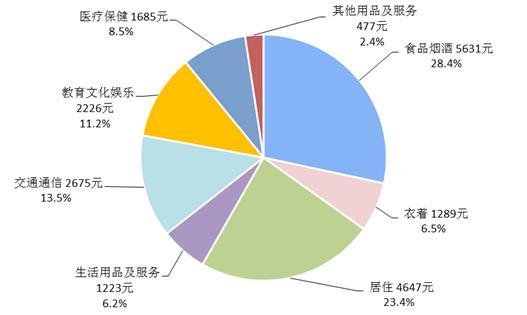 医疗保健 1685元
8.5%
其他用品及服务
477元
2.4%
食品烟酒 5631元
28.4%
教育文化娱乐
2226元
11.2%
交通通信 2675元
13.5%
衣着 1289元
6.5%
生活用品及服务
1223元
6.2%
居住 4647元
23.4%